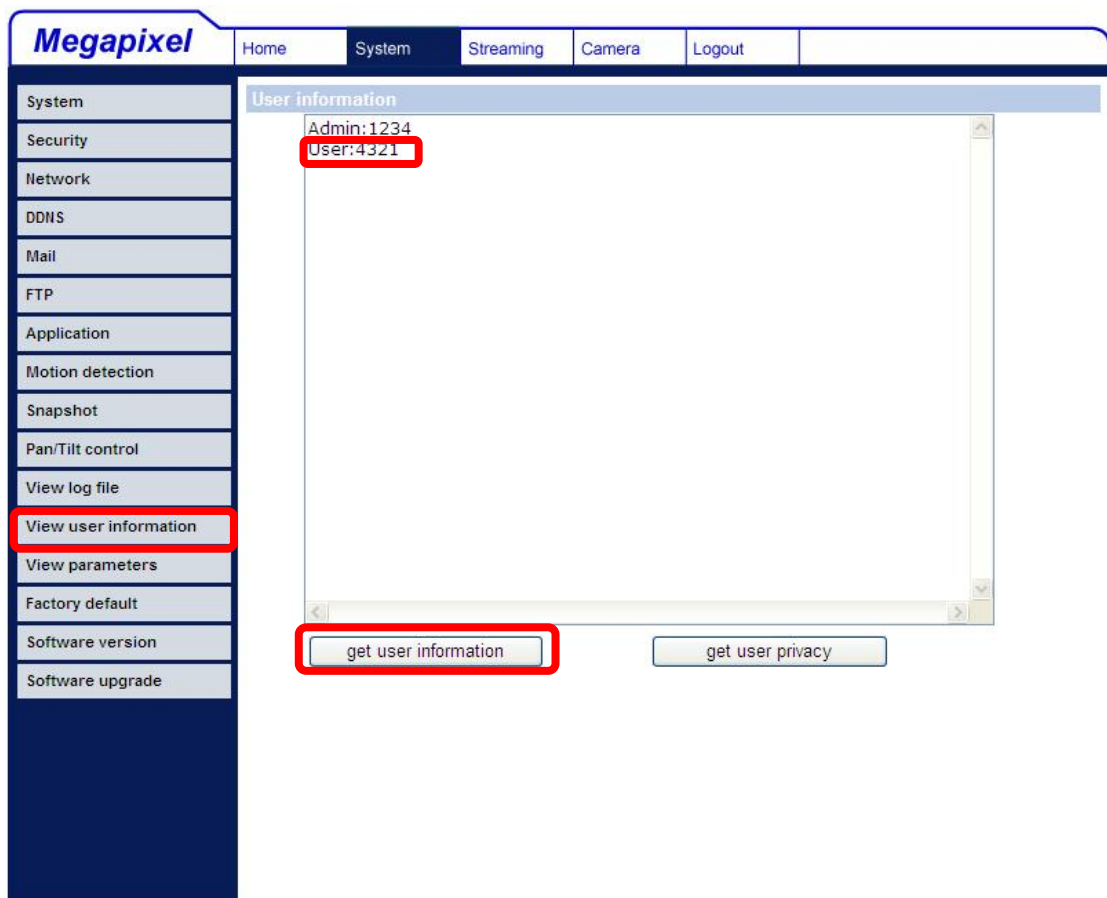 Megapixel
Home System Streaming Camera Logout
System
Security
Network
DDNS
Mail
FTP
Application
Motion detection
Snapshot
Pan/Tilt control
View log file
View user information
View parameters
Factory default
Software version
Software upgrade
User information
Admin:1234
User:4321
get user information get user privacy